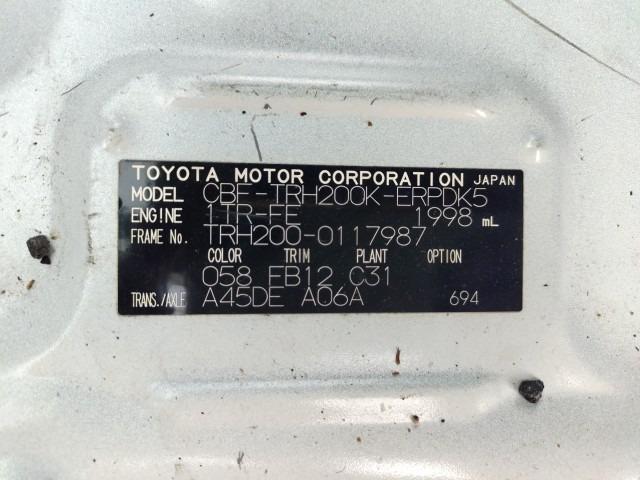 TOYOTA MOTOR CORPORATION JAPAN
MODEL CBF-TRH200K-ERPDK5
ENGINE 1TR-FE 1998 mL
FRAME No. TRH200-0117987
COLOR TRIM PLANT OPTION
058 FB12 C31
TRANS./AXLE A45DE A06A 694